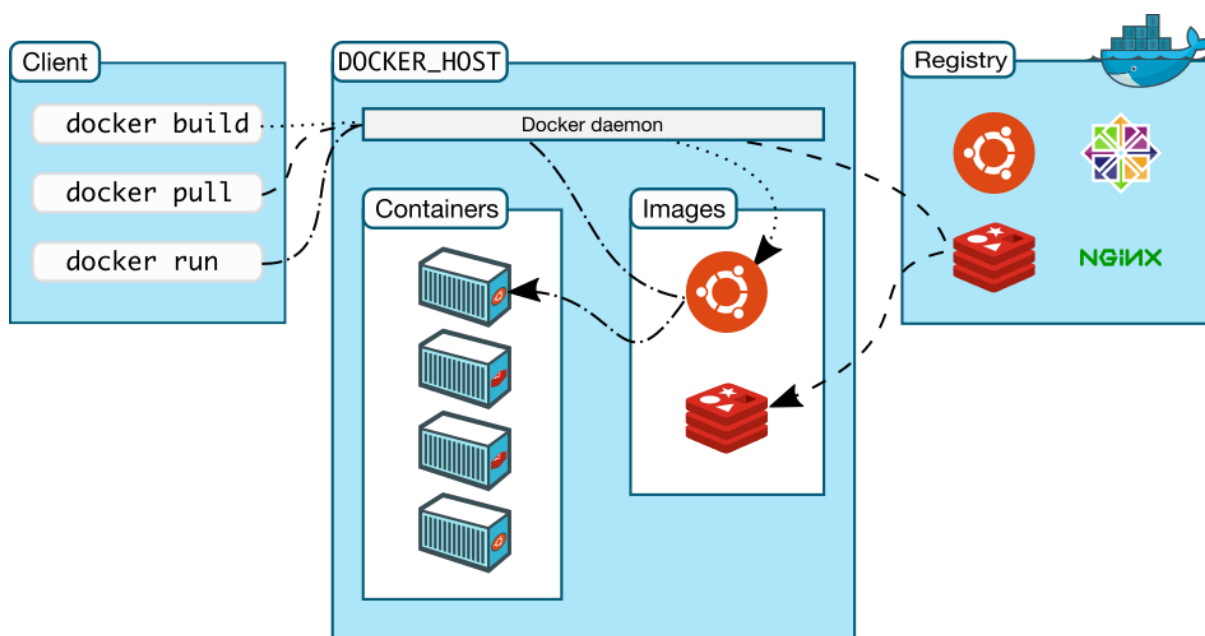 Client
docker build
docker pull
docker run
DOCKER_HOST
Docker daemon
Containers
Images
Registry
NGiNX